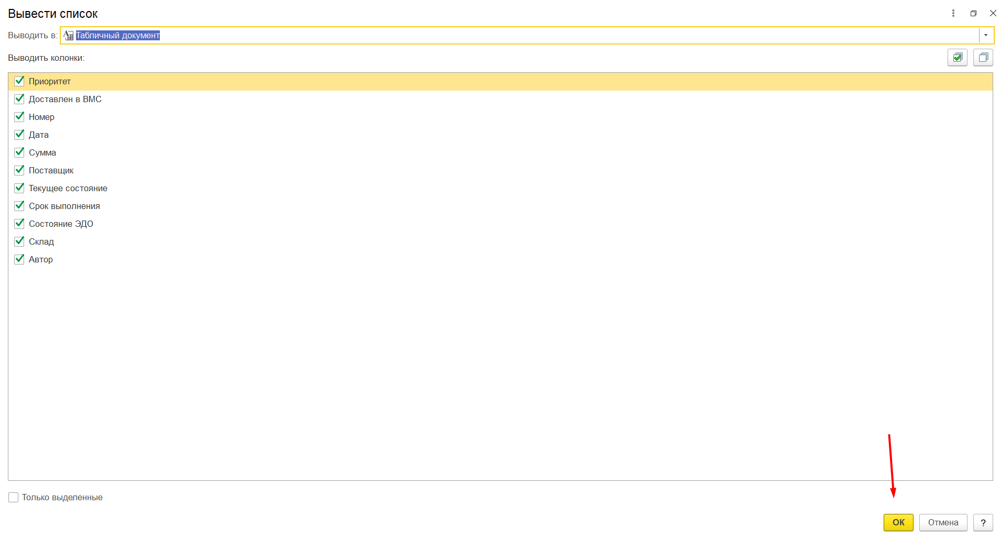 Вывести список
Выводить в: Табличный документ
Выводить колонки:
Приоритет
Доставлен в ВМС
Номер
Дата
Сумма
Поставщик
Текущее состояние
Срок выполнения
Состояние ЭДО
Склад
Автор
Только выделенные
ОК Отмена ?